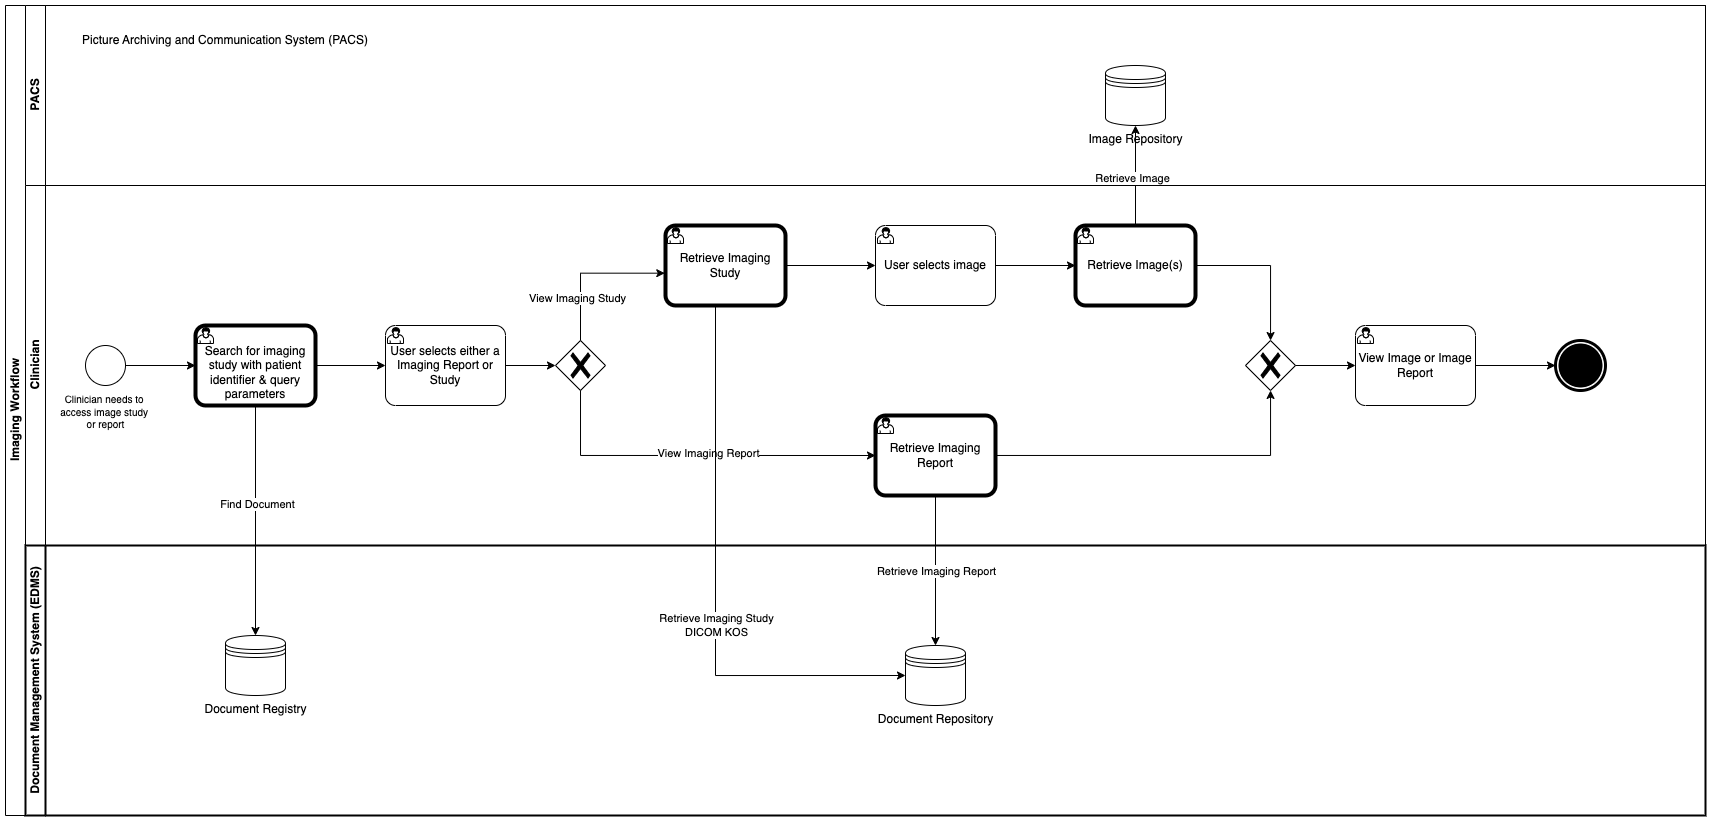 Imaging Workflow
PACS
Picture Archiving and Communication System (PACS)
Image Repository
Retrieve Image
Clinician
Clinician needs to
access image study
or report
Search for imaging
study with patient
identifier & query
parameters
User selects either a
Imaging Report or
Study
View Imaging Study
Retrieve Imaging
Study
User selects image
Retrieve Image(s)
View Imaging Report
Retrieve Imaging
Report
View Image or Image
Report
Find Document
Document Management System (EDMS)
Retrieve Imaging Report
Retrieve Imaging Study
DICOM KOS
Document Registry
Document Repository